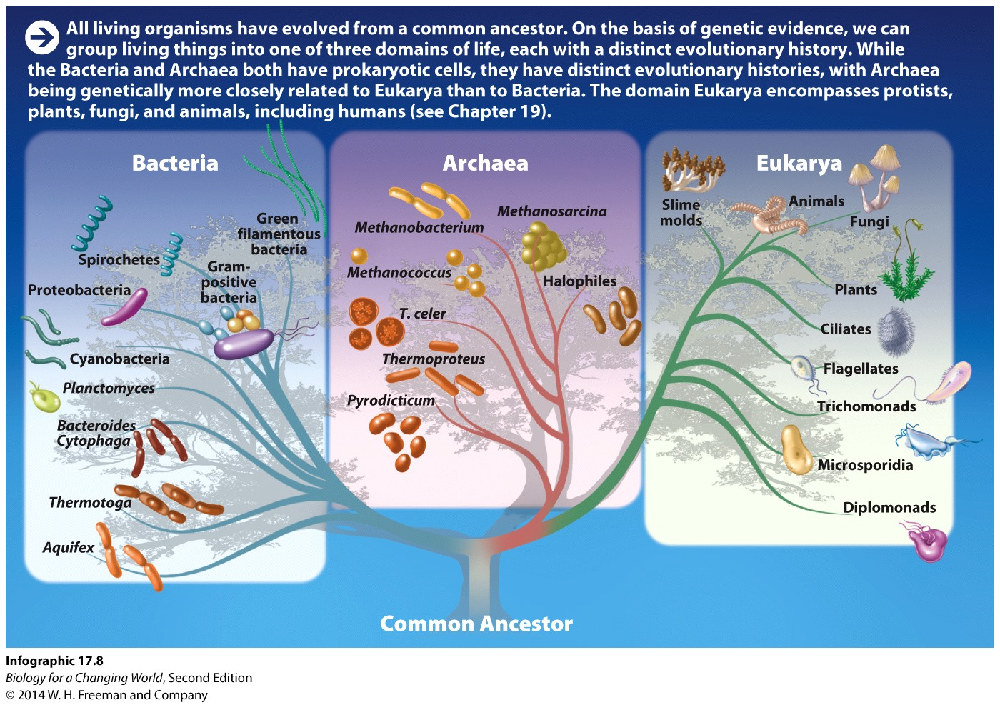 All living organisms have evolved from a common ancestor. On the basis of genetic evidence, we can
group living things into one of three domains of life, each with a distinct evolutionary history. While
the Bacteria and Archaea both have prokaryotic cells, they have distinct evolutionary histories, with Archaea
being genetically more closely related to Eukarya than to Bacteria. The domain Eukarya encompasses protists,
plants, fungi, and animals, including humans (see Chapter 19).
Bacteria
Green
filamentous
bacteria
Spirochetes
Gram-
positive
bacteria
Proteobacteria
Cyanobacteria
Planctomyces
Bacteroides
Cytophaga
Thermotoga
Aquifex
Archaea
Methanosarcina
Methanobacterium
Methanococcus
Halophiles
T. celer
Thermoproteus
Pyrodicticum
Eukarya
Slime
molds
Animals
Fungi
Plants
Ciliates
Flagellates
Trichomonads
Microsporidia
Diplomonads
Common Ancestor
Infographic 17.8
Biology for a Changing World, Second Edition
© 2014 W. H. Freeman and Company